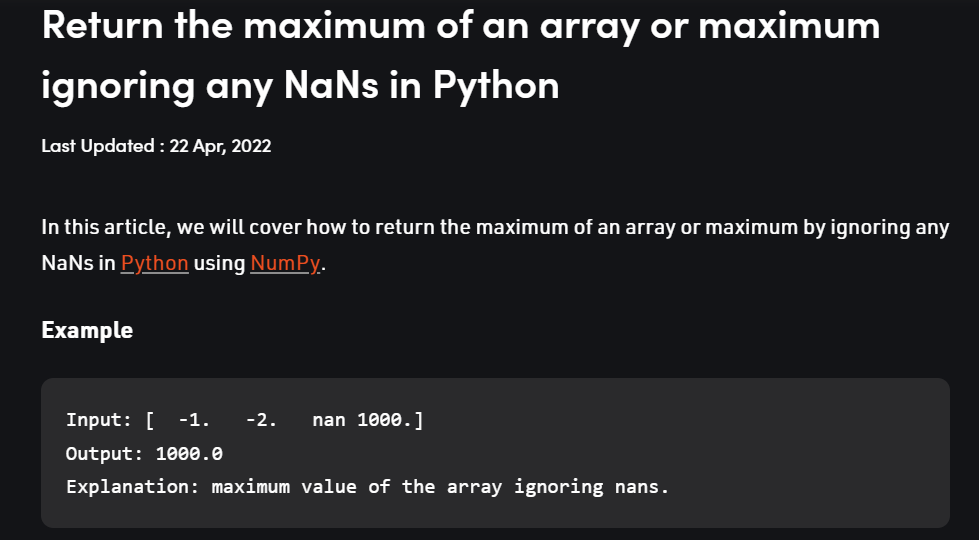 Return the maximum of an array or maximum
ignoring any NaNs in Python
Last Updated : 22 Apr, 2022
In this article, we will cover how to return the maximum of an array or maximum by ignoring any
NaNs in Python using NumPy.
Example
Input: [  -1.   -2.   nan 1000.]
Output: 1000.0
Explanation: maximum value of the array ignoring nans.